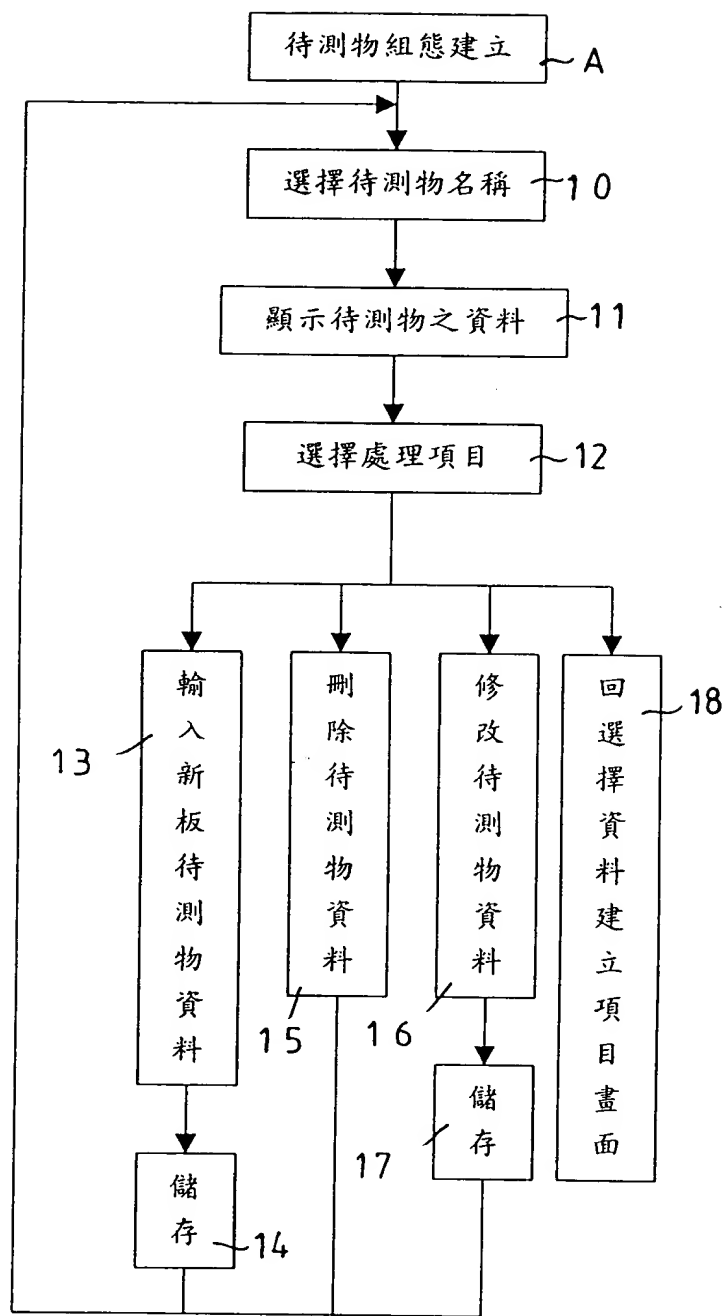 待測物組態建立
A
選擇待測物名稱
10
顯示待測物之資料
11
選擇處理項目
12
輸入新板待測物資料
13
刪除待測物資料
15
修改待測物資料
16
回選擇資料建立項目畫面
18
儲存
14
儲存
17